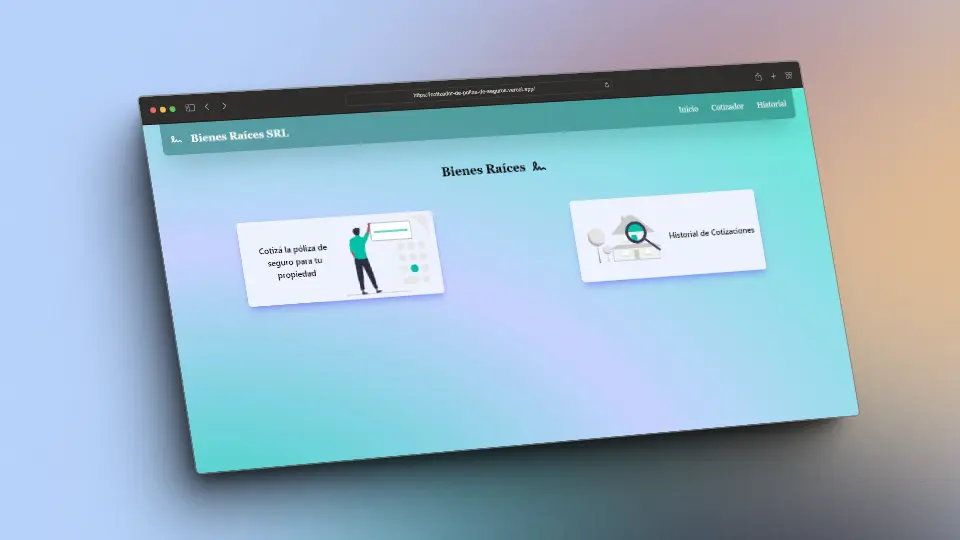 https://cotizador-de-poliza-de-seguros.vercel.app/
Bienes Raíces SRL
Inicio
Cotizador
Historial
Bienes Raíces
Cotizá la póliza de
seguro para tu
propiedad
Historial de Cotizaciones